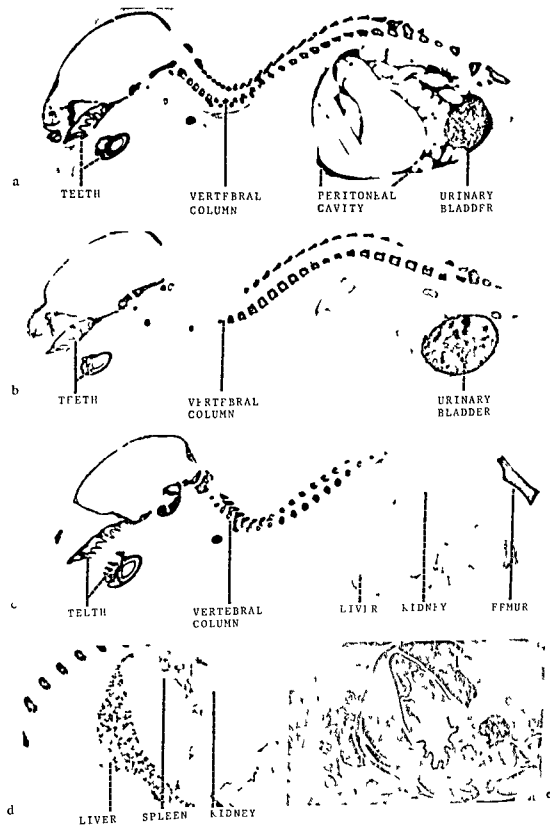 a
TEETH
VERTEBRAL
COLUMN
PERITONEAL
CAVITY
URINARY
BLADDER
b
TEETH
VERTEBRAL
COLUMN
URINARY
BLADDER
c
TEETH
VERTEBRAL
COLUMN
LIVER
KIDNEY
FEMUR
d
LIVER
SPLEEN
KIDNEY